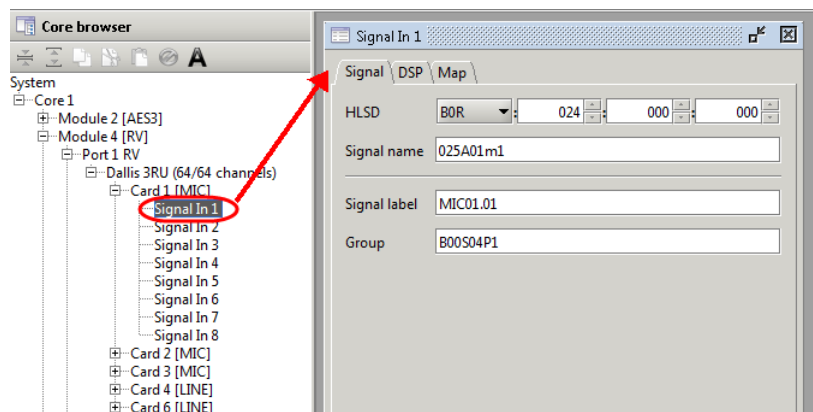 Core browser
A
System
Core 1
Module 2 [AES3]
Module 4 [RV]
Port 1 RV
Dallis 3RU (64/64 channels)
Card 1 [MIC]
Signal In 1
Signal In 2
Signal In 3
Signal In 4
Signal In 5
Signal In 6
Signal In 7
Signal In 8
Card 2 [MIC]
Card 3 [MIC]
Card 4 [LINE]
Card 6 [LINE]
Signal In 1
Signal DSP Map
HLSD B0R : 024 : 000 : 000
Signal name 025A01m1
Signal label MIC01.01
Group B00S04P1